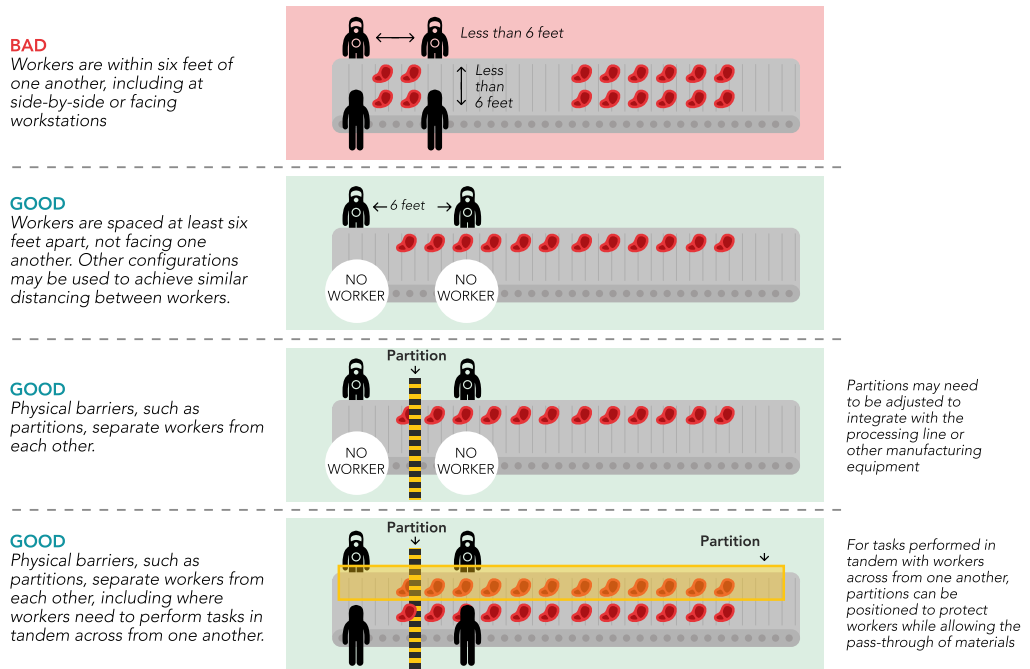 BAD
Workers are within six feet of
one another, including at
side-by-side or facing
workstations
Less than 6 feet
Less
than
6 feet
GOOD
Workers are spaced at least six
feet apart, not facing one
another. Other configurations
may be used to achieve similar
distancing between workers.
6 feet
NO
WORKER
NO
WORKER
GOOD
Physical barriers, such as
partitions, separate workers from
each other.
Partition
NO
WORKER
NO
WORKER
Partitions may need
to be adjusted to
integrate with the
processing line or
other manufacturing
equipment
GOOD
Physical barriers, such as
partitions, separate workers from
each other, including where
workers need to perform tasks in
tandem across from one another.
Partition
Partition
For tasks performed in
tandem with workers
across from one another,
partitions can be
positioned to protect
workers while allowing the
pass-through of materials